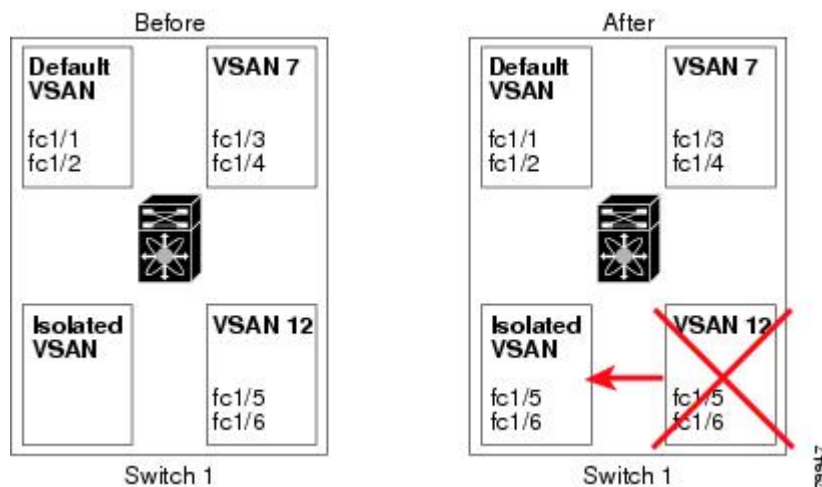 Before
Default
VSAN
fc1/1
fc1/2
VSAN 7
fc1/3
fc1/4
Isolated
VSAN
VSAN 12
fc1/5
fc1/6
Switch 1
After
Default
VSAN
fc1/1
fc1/2
VSAN 7
fc1/3
fc1/4
Isolated
VSAN
fc1/5
fc1/6
VSAN 12
fc1/5
fc1/6
Switch 1
79947